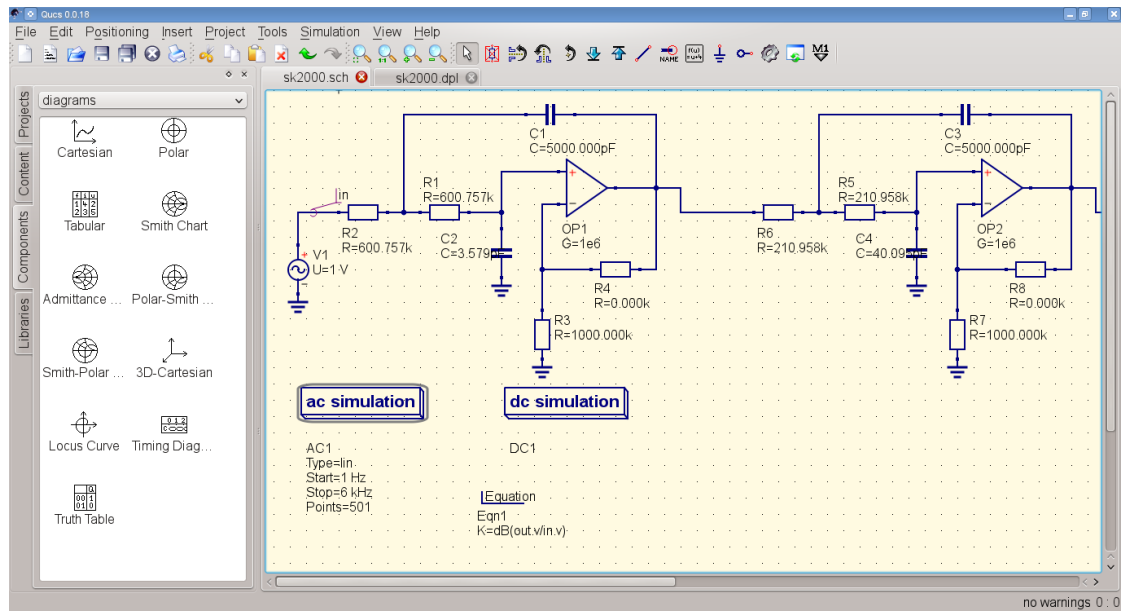 Qucs 0.0.18
File Edit Positioning Insert Project Tools Simulation View Help
NAME
M1
sk2000.sch
sk2000.dpl
Projects
Content
Components
Libraries
diagrams
Cartesian
Polar
Tabular
Smith Chart
Admittance ...
Polar-Smith ...
Smith-Polar ...
3D-Cartesian
Locus Curve
Timing Diag...
Truth Table
in
V1
U=1 V
R2
R=600.757k
R1
R=600.757k
C1
C=5000.000pF
C2
OP1
G=1e6
R4
R=0.000k
R3
R=1000.000k
R6
R=210.958k
R5
R=210.958k
C3
C=5000.000pF
C4
OP2
G=1e6
R8
R=0.000k
R7
R=1000.000k
ac simulation
AC1
Type=lin
Start=1 Hz
Stop=6 kHz
Points=501
dc simulation
DC1
Equation
Eqn1
K=dB(out.v/in.v)
no warnings 0 : 0